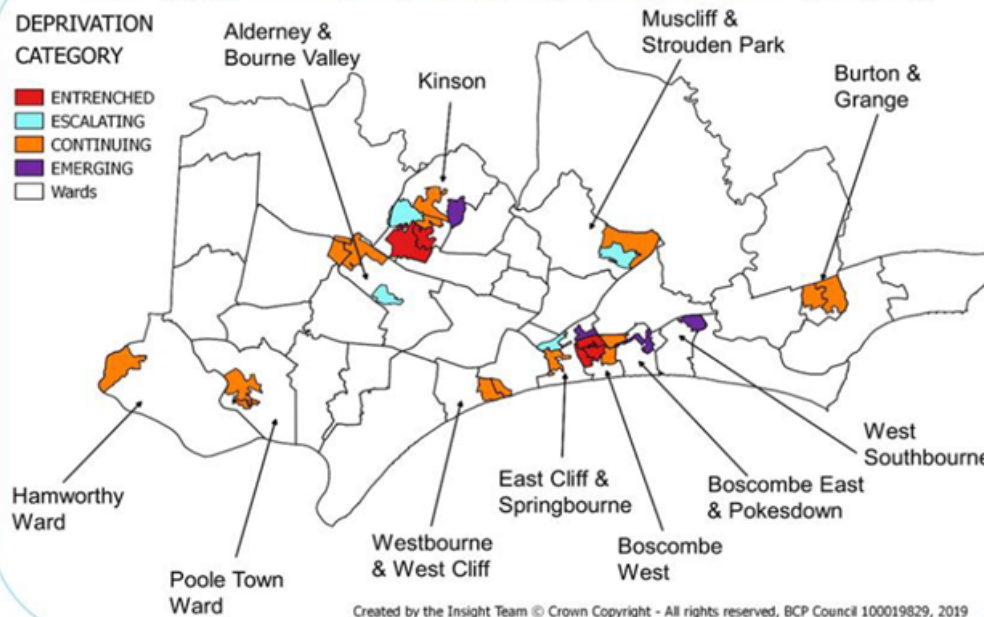 DEPRIVATION
CATEGORY
ENTRENCHED
ESCALATING
CONTINUING
EMERGING
Wards
Alderney &
Bourne Valley
Kinson
Muscliff &
Strouden Park
Burton &
Grange
Hamworthy
Ward
Poole Town
Ward
Westbourne
& West Cliff
East Cliff &
Springbourne
Boscombe
West
Boscombe East
& Pokesdown
West
Southbourne
Created by the Insight Team © Crown Copyright - All rights reserved, BCP Council 100019829, 2019